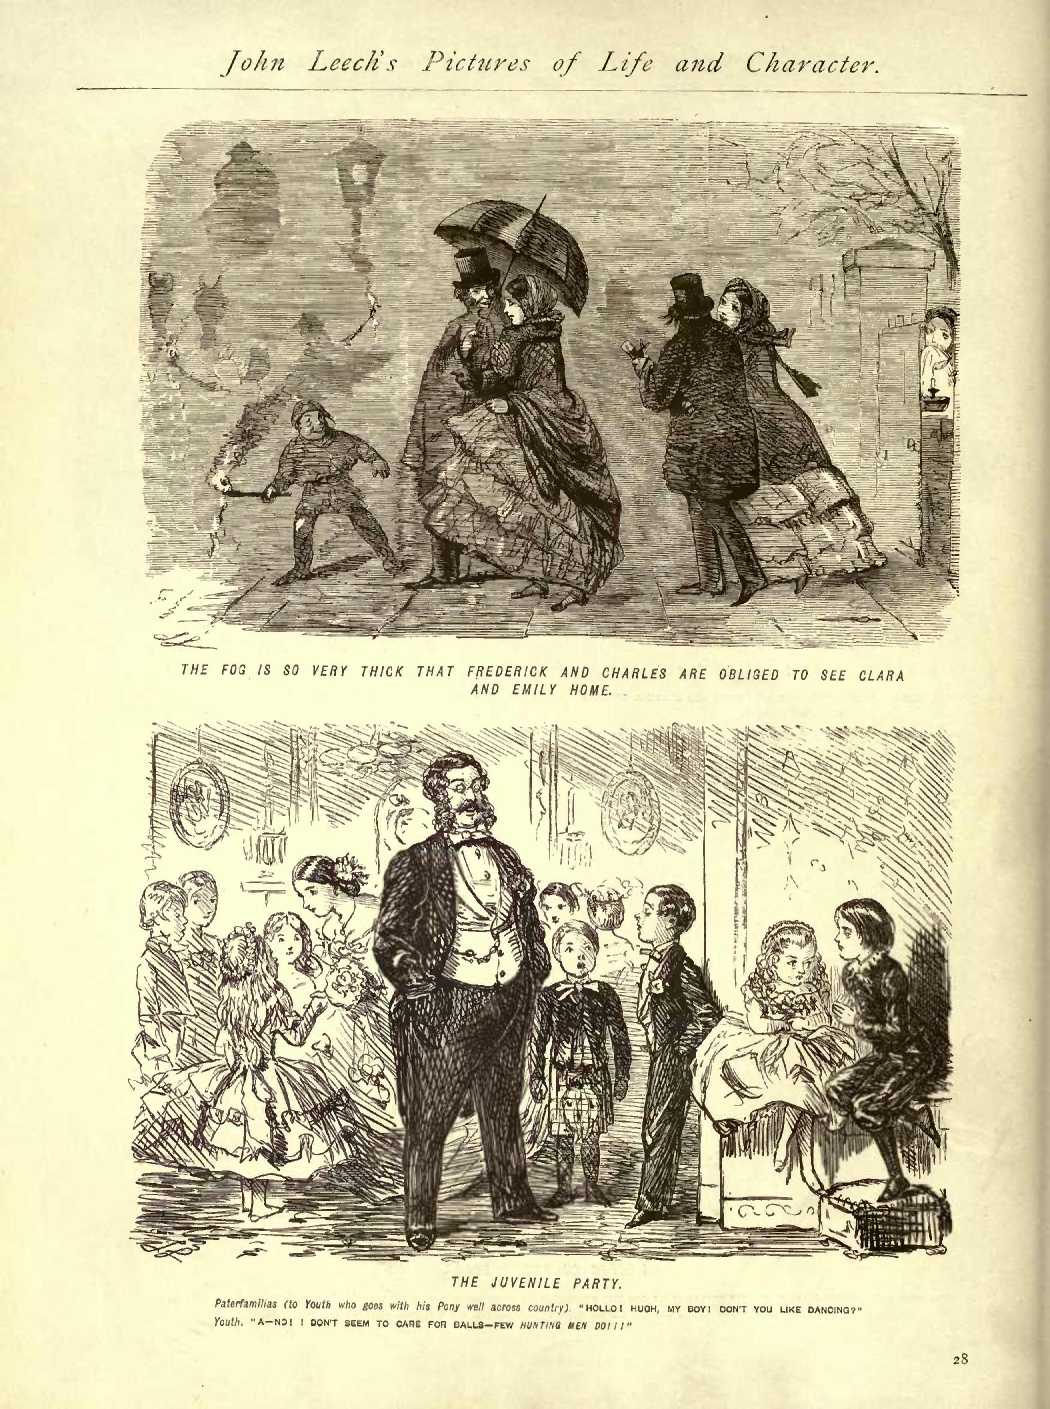 John Leech's Pictures of Life and Character.
THE FOG IS SO VERY THICK THAT FREDERICK AND CHARLES ARE OBLIGED TO SEE CLARA
AND EMILY HOME.
THE JUVENILE PARTY.
Paterfamilias (to Youth who goes with his Pony well across country). "HOLLO! HUGH, MY BOY! DON'T YOU LIKE DANCING?"
Youth. "A—NO! I DON'T SEEM TO CARE FOR BALLS—FEW HUNTING MEN DO!!!"
28